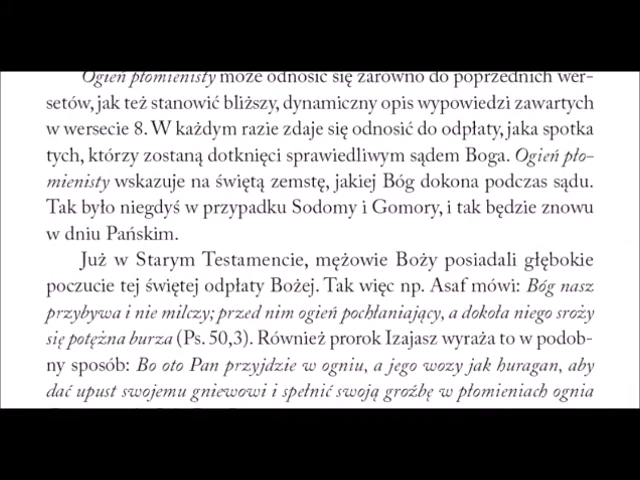 Ogień płomienisty może odnosić się zarówno do poprzednich wer-
setów, jak też stanowić bliższy, dynamiczny opis wypowiedzi zawartych
w wersecie 8. W każdym razie zdaje się odnosić do odpłaty, jaka spotka
tych, którzy zostaną dotknięci sprawiedliwym sądem Boga. Ogień pło-
mienisty wskazuje na świętą zemstę, jakiej Bóg dokona podczas sądu.
Tak było niegdyś w przypadku Sodomy i Gomory, i tak będzie znowu
w dniu Pańskim.
Już w Starym Testamencie, mężowie Boży posiadali głębokie
poczucie tej świętej odpłaty Bożej. Tak więc np. Asaf mówi: Bóg nasz
przybywa i nie milczy; przed nim ogień pochłaniający, a dokoła niego sroży
się potężna burza (Ps. 50,3). Również prorok Izajasz wyraża to w podob-
ny sposób: Bo oto Pan przyjdzie w ogniu, a jego wozy jak huragan, aby
dać upust swojemu gniewowi i spełnić swoją groźbę w płomieniach ognia